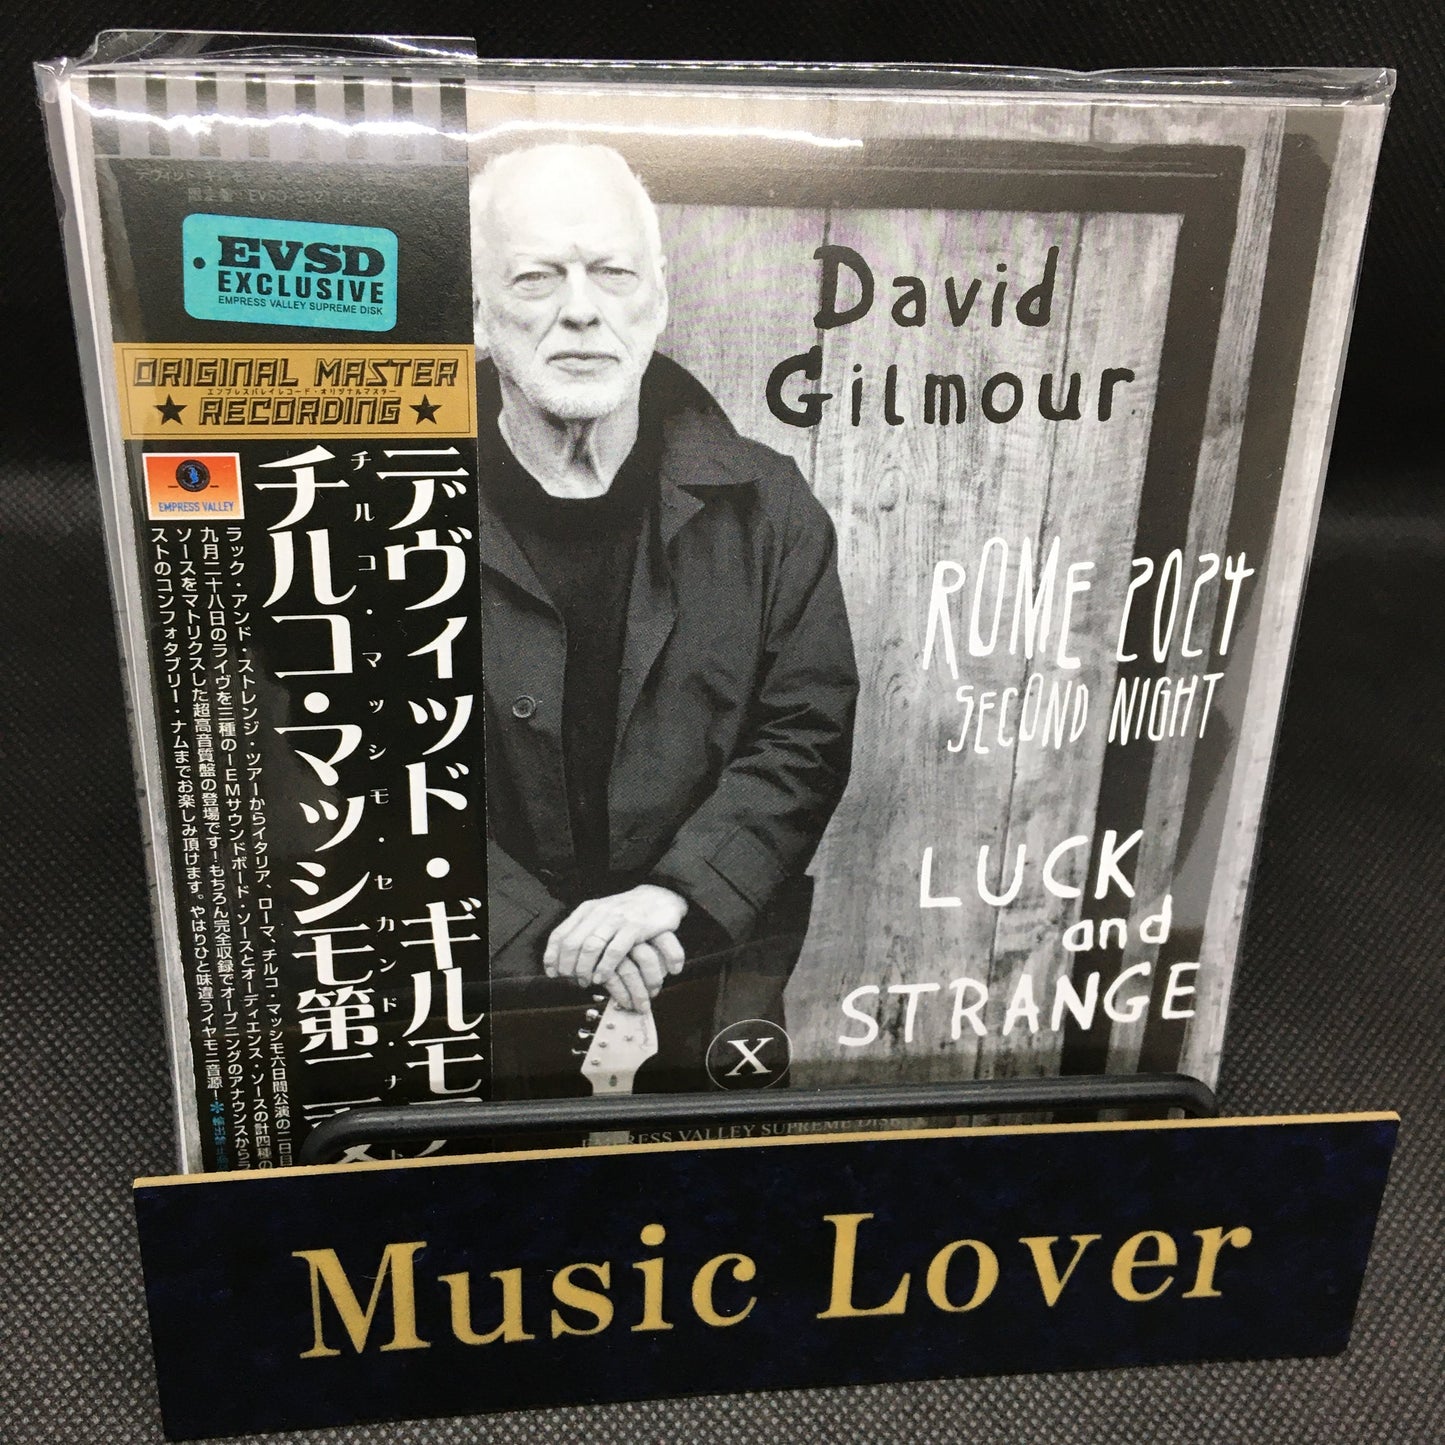 EVSD
EXCLUSIVE
EMPRESS VALLEY SUPREME DISK
ORIGINAL MASTER
エンプレスバレイレコード・オリジナルマスター
★ RECORDING ★
EMPRESS VALLEY
デヴィッド・ギルモア
チルコ・マッシモ・セカンド・ナ
チルコ・マッシモ第二
ラック・アンド・ストレンジ・ツアーからイタリア、ローマ、チルコ・マッシモ六日間公演の二日目
九月二十八日のライヴを三種のIEMサウンドボード・ソースとオーディエンス・ソースの計四種の
ソースをマトリクスした超高音質盤の登場です!もちろん完全収録でオープニングのアナウンスからラ
ストのコンフォタブリー・ナムまでお楽しみ頂けます。やはりひと味違うイヤモニ音源!
David
Gilmour
ROME 2024
SECOND NIGHT
LUCK
and
STRANGE
X
EMPRESS VALLEY SUPREME DISK
Music Lover